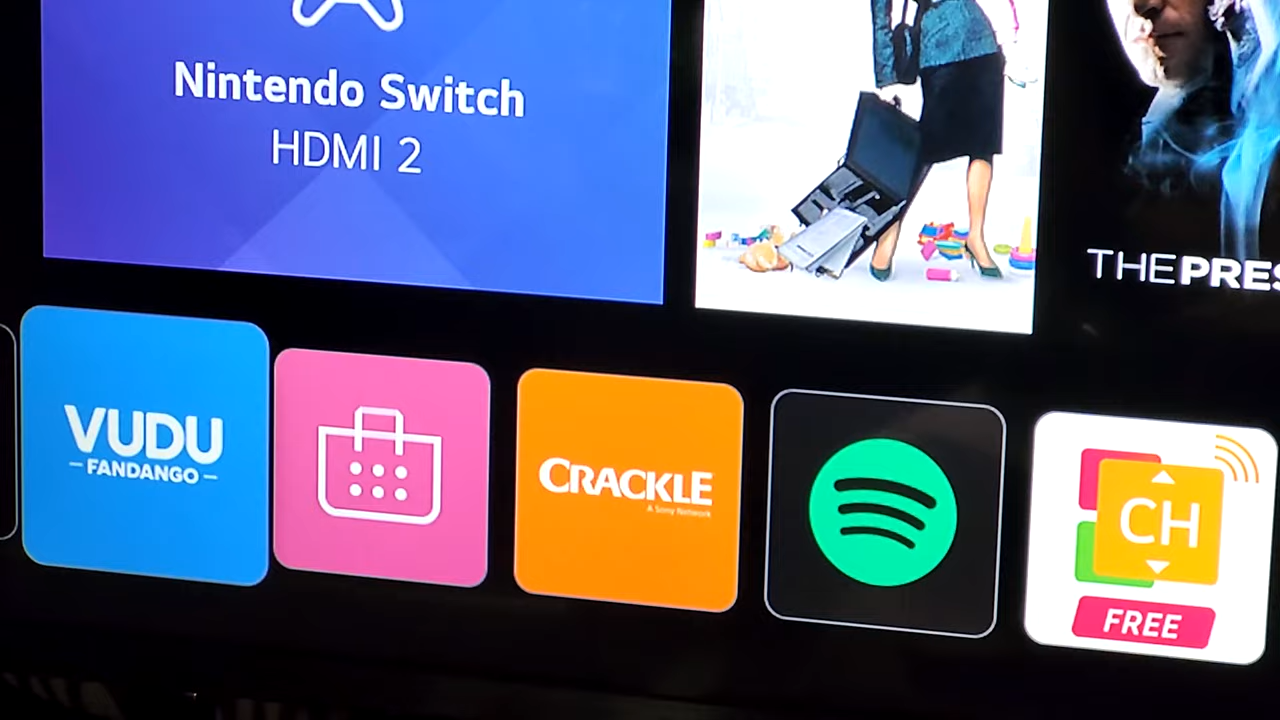 Nintendo Switch
HDMI 2
THE PRES
VUDU
FANDANGO
CRACKLE
A Sony Network
CH
FREE